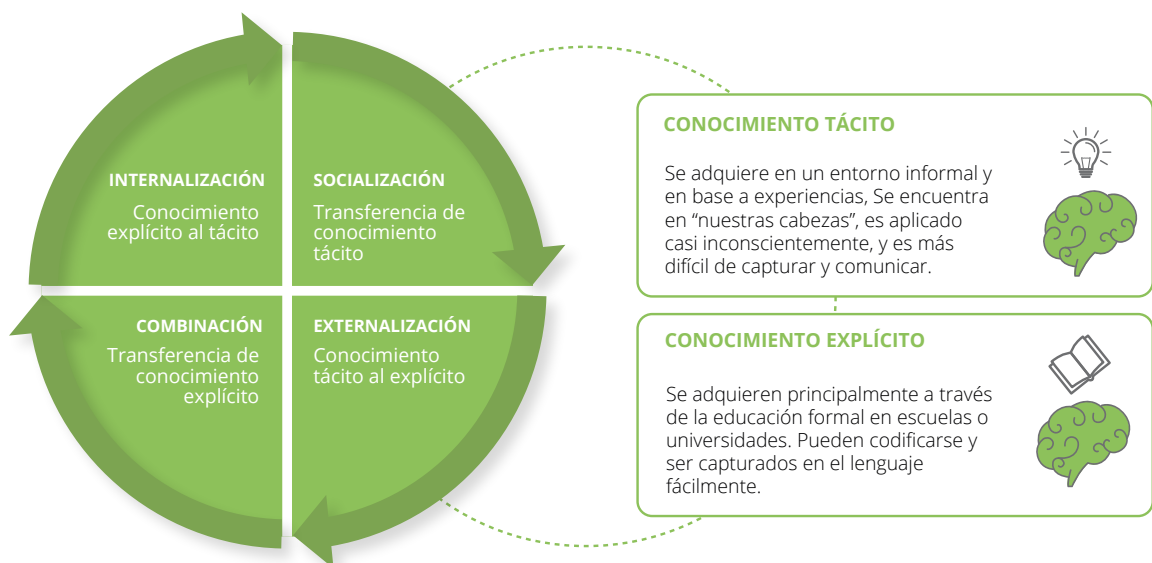 INTERNALIZACIÓN
Conocimiento
explícito al tácito
SOCIALIZACIÓN
Transferencia de
conocimiento
tácito
COMBINACIÓN
Transferencia de
conocimiento
explícito
EXTERNALIZACIÓN
Conocimiento
tácito al explícito
CONOCIMIENTO TÁCITO
Se adquiere en un entorno informal y
en base a experiencias, Se encuentra
en “nuestras cabezas”, es aplicado
casi inconscientemente, y es más
difícil de capturar y comunicar.
CONOCIMIENTO EXPLÍCITO
Se adquieren principalmente a través
de la educación formal en escuelas o
universidades. Pueden codificarse y
ser capturados en el lenguaje
fácilmente.